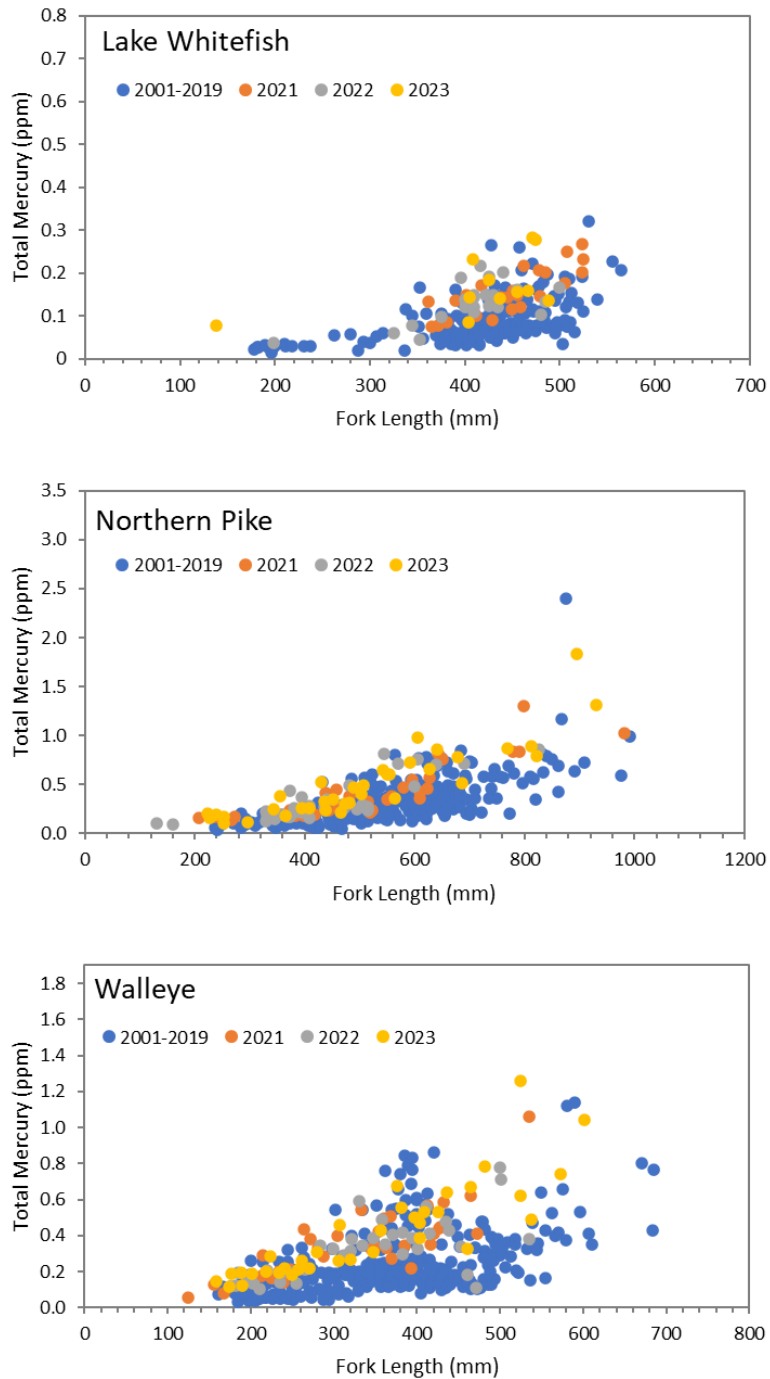 Lake Whitefish
2001-2019 2021 2022 2023
0.8
0.7
0.6
0.5
0.4
0.3
0.2
0.1
0
Total Mercury (ppm)
0 100 200 300 400 500 600 700
Fork Length (mm)
Northern Pike
2001-2019 2021 2022 2023
3.5
3.0
2.5
2.0
1.5
1.0
0.5
0.0
Total Mercury (ppm)
0 200 400 600 800 1000 1200
Fork Length (mm)
Walleye
2001-2019 2021 2022 2023
1.8
1.6
1.4
1.2
1.0
0.8
0.6
0.4
0.2
0.0
Total Mercury (ppm)
0 100 200 300 400 500 600 700 800
Fork Length (mm)